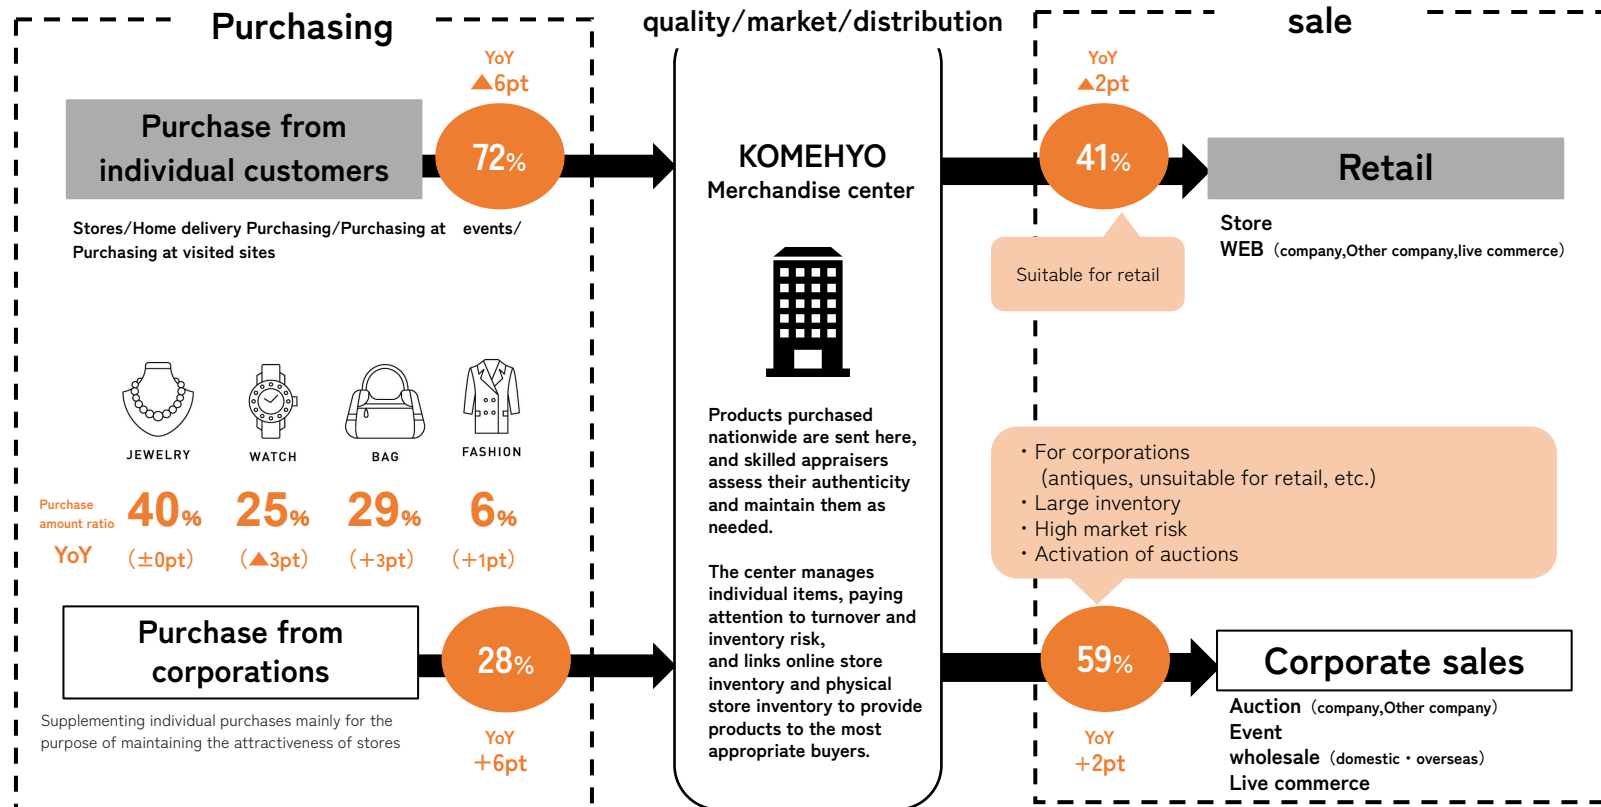 Purchasing
YoY
▲6pt
Purchase from
individual customers
72%
Stores/Home delivery Purchasing/Purchasing at events/
Purchasing at visited sites
JEWELRY
WATCH
BAG
FASHION
Purchase
amount ratio
40%
25%
29%
6%
YoY
(±0pt)
(▲3pt)
(+3pt)
(+1pt)
Purchase from
corporations
28%
Supplementing individual purchases mainly for the
purpose of maintaining the attractiveness of stores
YoY
+6pt
quality/market/distribution
KOMEHYO
Merchandise center
Products purchased
nationwide are sent here,
and skilled appraisers
assess their authenticity
and maintain them as
needed.
The center manages
individual items, paying
attention to turnover and
inventory risk,
and links online store
inventory and physical
store inventory to provide
products to the most
appropriate buyers.
sale
YoY
▲2pt
41%
Retail
Suitable for retail
Store
WEB（company,Other company,live commerce）
・For corporations
（antiques, unsuitable for retail, etc.）
・Large inventory
・High market risk
・Activation of auctions
59%
Corporate sales
YoY
+2pt
Auction（company,Other company）
Event
wholesale（domestic・overseas）
Live commerce